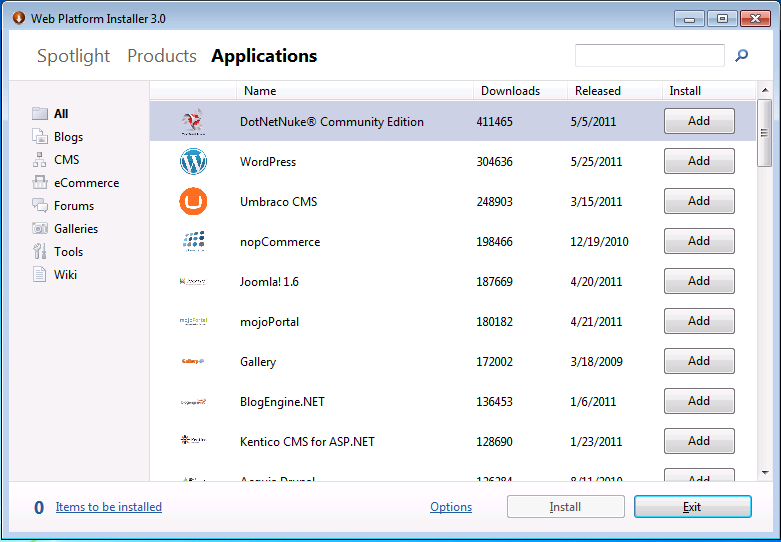 Web Platform Installer 3.0
Spotlight Products Applications
Name Downloads Released Install
All
Blogs
CMS
eCommerce
Forums
Galleries
Tools
Wiki
DotNetNuke® Community Edition 411465 5/5/2011 Add
WordPress 304636 5/25/2011 Add
Umbraco CMS 248903 3/15/2011 Add
nopCommerce 198466 12/19/2010 Add
Joomla! 1.6 187669 4/20/2011 Add
mojoPortal mojoPortal 180182 4/21/2011 Add
Gallery Gallery 172002 3/18/2009 Add
BlogEngine.NET 136453 1/6/2011 Add
Kentico Kentico CMS for ASP.NET 128690 1/23/2011 Add
Acquia Drupal 126284 8/11/2010 Add
0 Items to be installed Options Install Exit